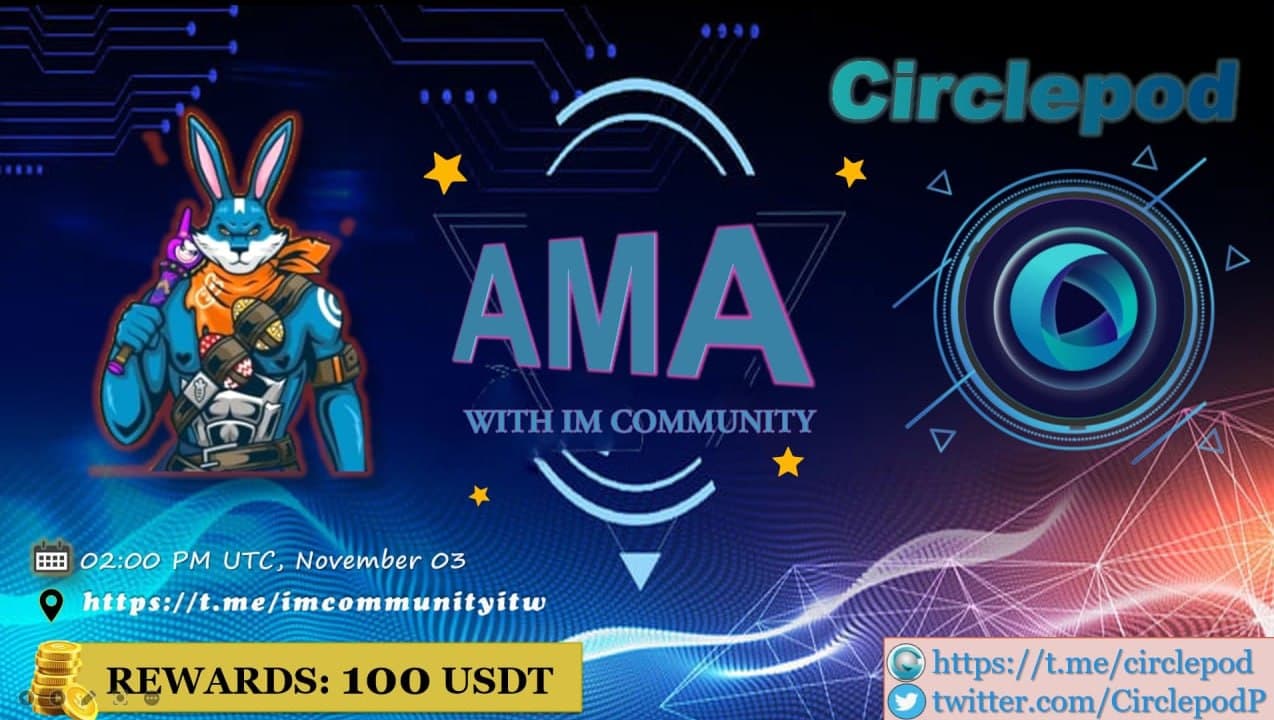 Circlepod
AMA
WITH IM COMMUNITY
02:00 PM UTC, November 03
https://t.me/imcommunityitw
REWARDS: 100 USDT
https://t.me/circlepod
twitter.com/CirclepodP